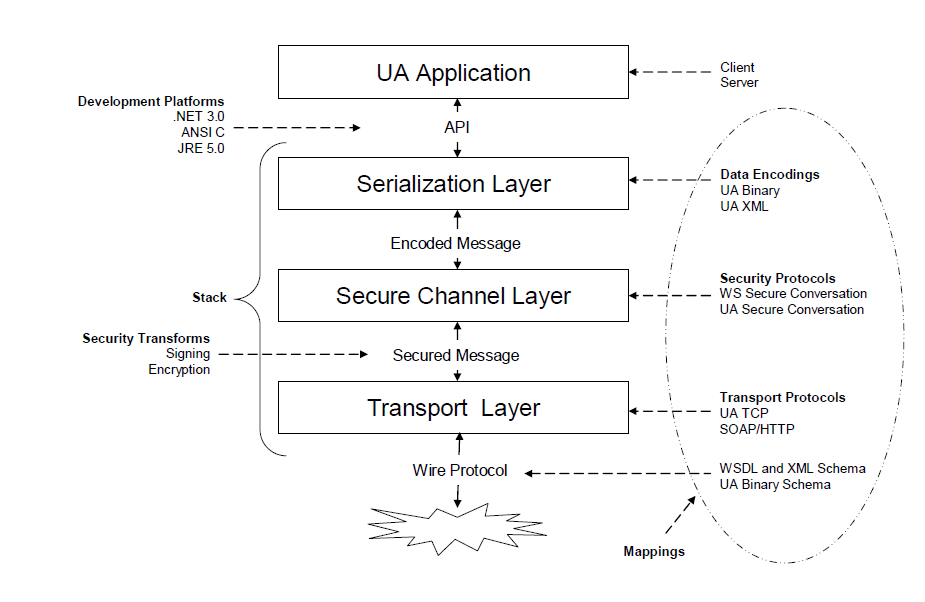 UA Application
Client
Server
Development Platforms
.NET 3.0
ANSI C
JRE 5.0
API
Serialization Layer
Data Encodings
UA Binary
UA XML
Encoded Message
Stack
Secure Channel Layer
Security Protocols
WS Secure Conversation
UA Secure Conversation
Security Transforms
Signing
Encryption
Secured Message
Transport Layer
Transport Protocols
UA TCP
SOAP/HTTP
Wire Protocol
WSDL and XML Schema
UA Binary Schema
Mappings